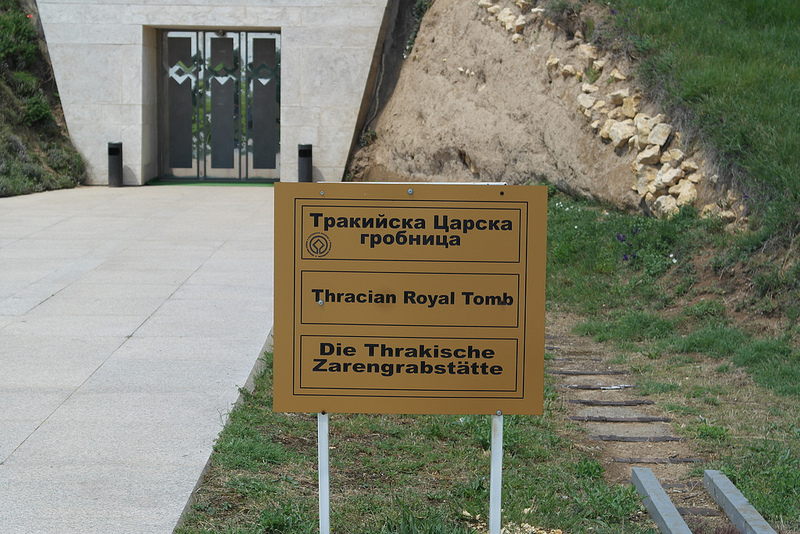 Тракийска Царска
гробница
Thracian Royal Tomb
Die Thrakische
Zarengrabstätte